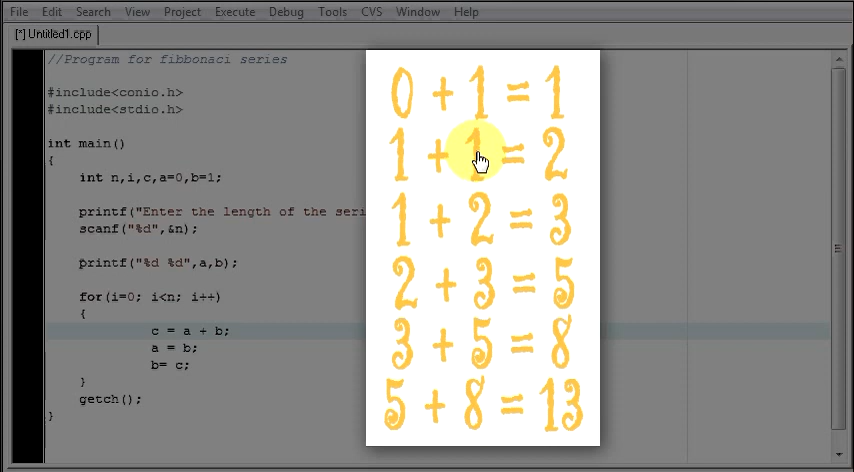 File Edit Search View Project Execute Debug Tools CVS Window Help
[*] Untitled1.cpp
//Program for fibbonaci series
#include<conio.h>
#include<stdio.h>
int main()
{
int n,i,c,a=0,b=1;
printf("Enter the length of the seri
scanf("%d",&n);
printf("%d %d",a,b);
for(i=0; i<n; i++)
{
c = a + b;
a = b;
b= c;
}
getch();
}
0 + 1 = 1
1 + 1 = 2
1 + 2 = 3
2 + 3 = 5
3 + 5 = 8
5 + 8 = 13